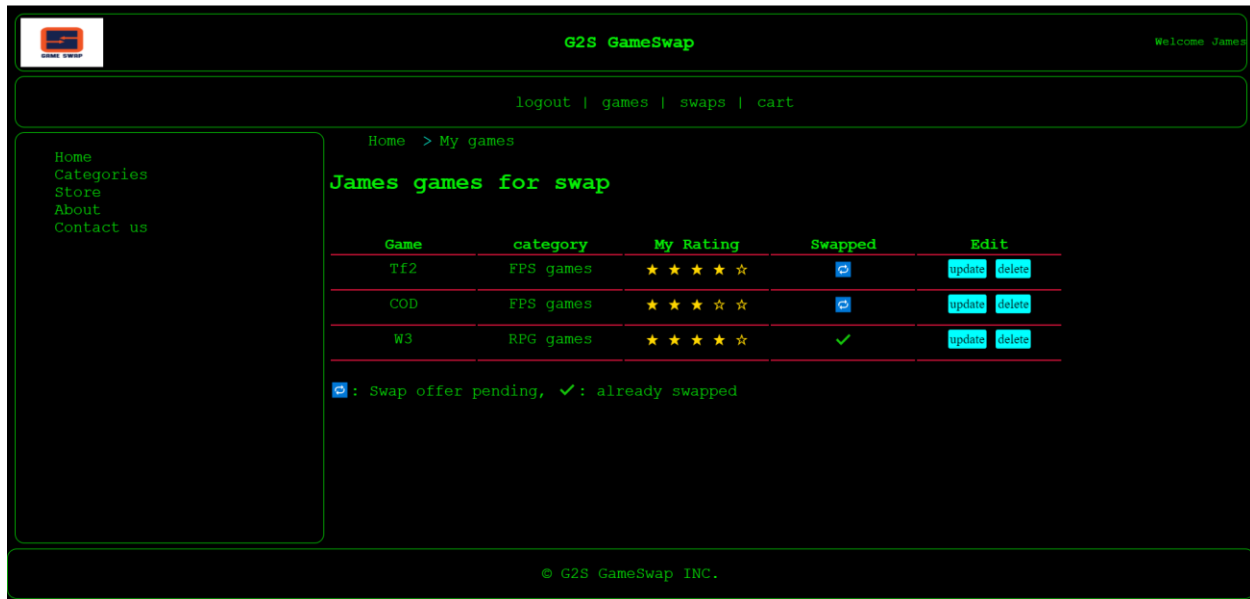 GAME SWAP
G2S GameSwap
Welcome James
logout | games | swaps | cart
Home
Categories
Store
About
Contact us
Home > My games
James games for swap
Game category My Rating Swapped Edit
Tf2 FPS games ★ ★ ★ ★ ☆ update delete
COD FPS games ★ ★ ★ ☆ ☆ update delete
W3 RPG games ★ ★ ★ ★ ☆ ✓ update delete
: Swap offer pending, ✓: already swapped
© G2S GameSwap INC.